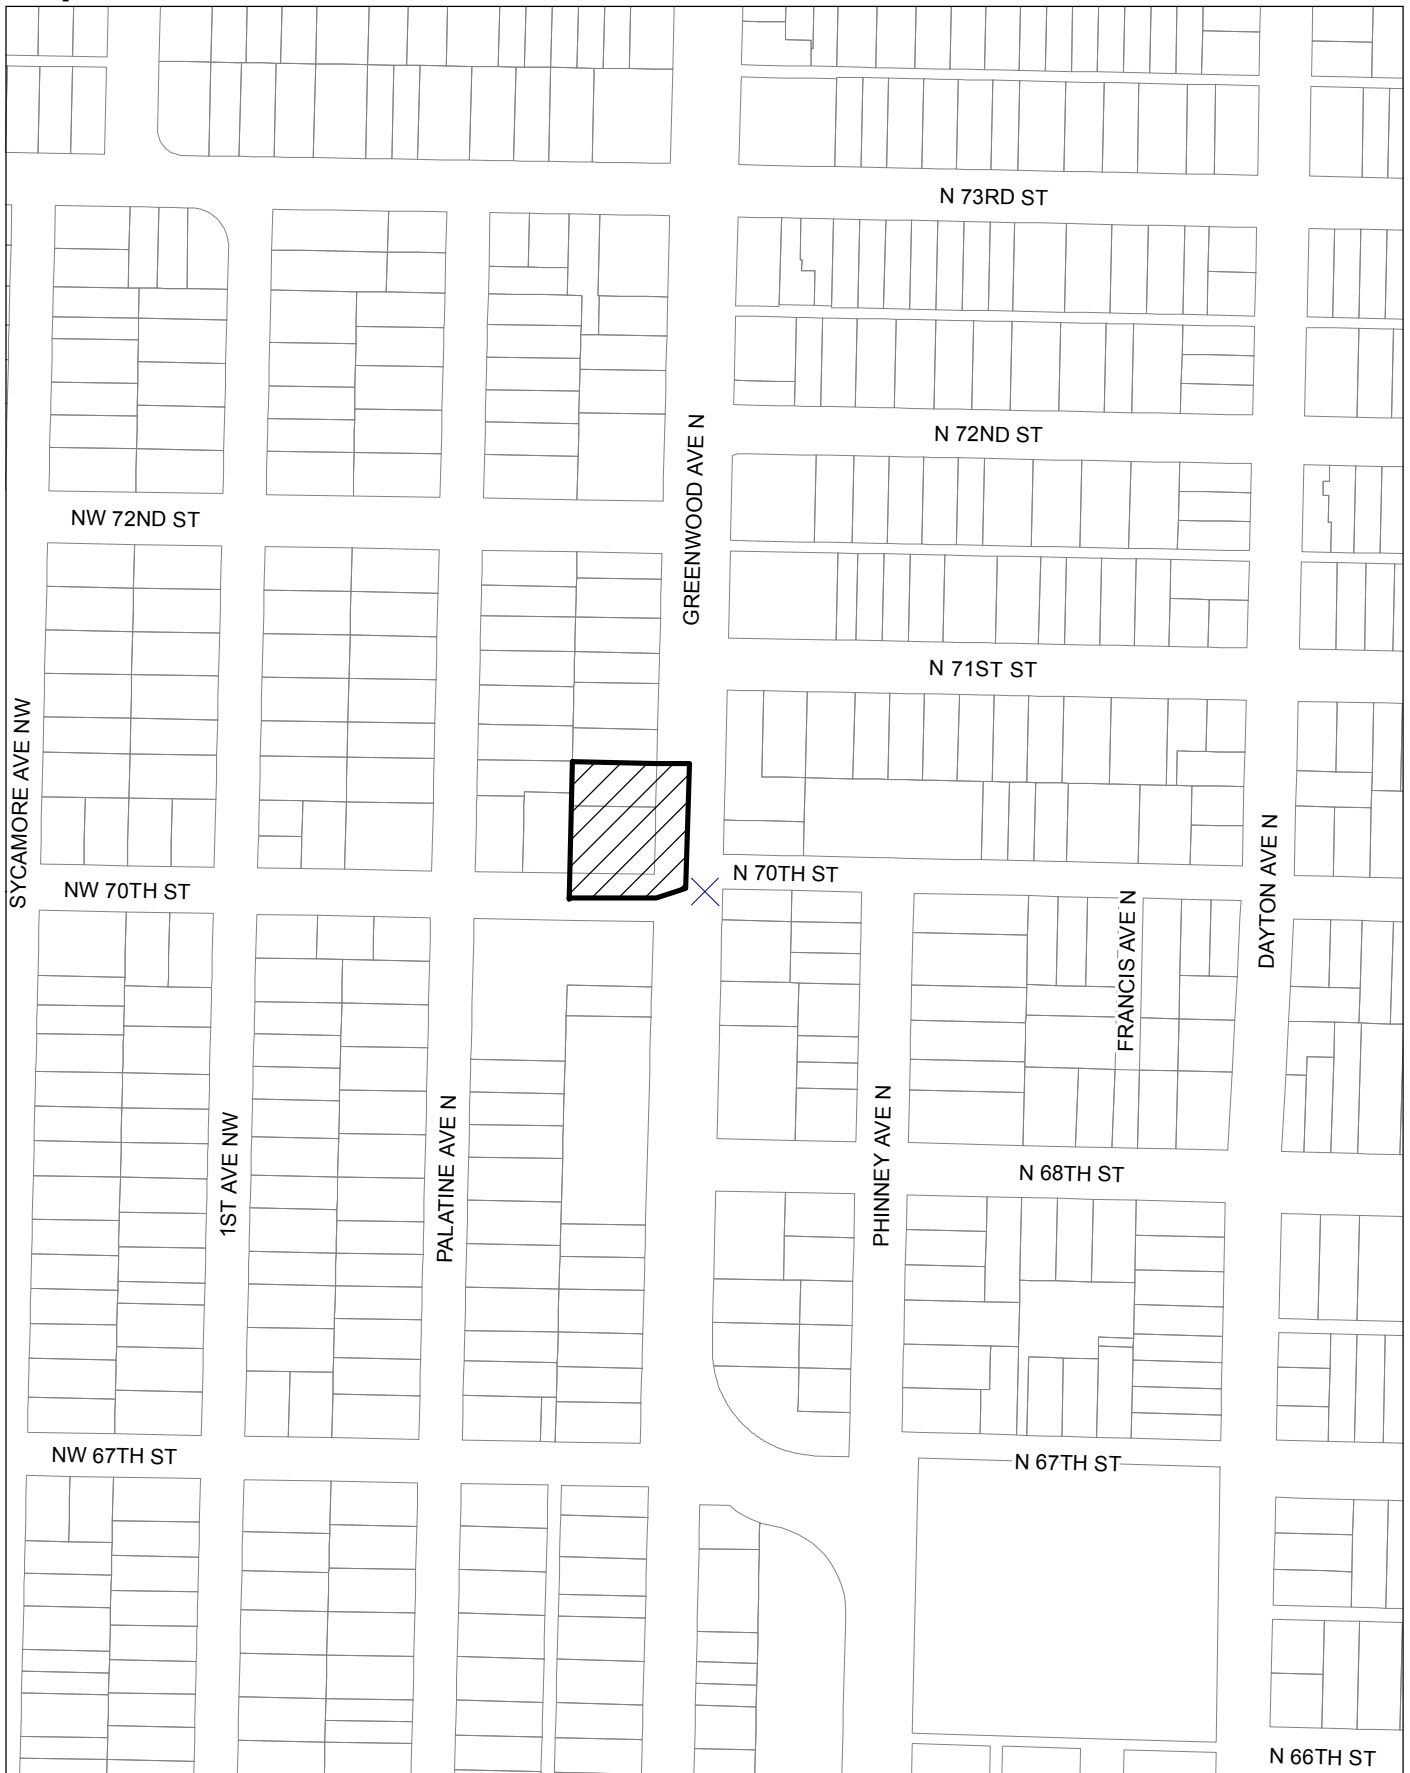 N 73RD ST
N 72ND ST
GREENWOOD AVE N
NW 72ND ST
N 71ST ST
SYCAMORE AVE NW
DAYTON AVE N
N 70TH ST
NW 70TH ST
FRANCIS AVE N
PHINNEY AVE N
PALATINE AVE N
1ST AVE NW
N 68TH ST
NW 67TH ST
N 67TH ST
N 66TH ST